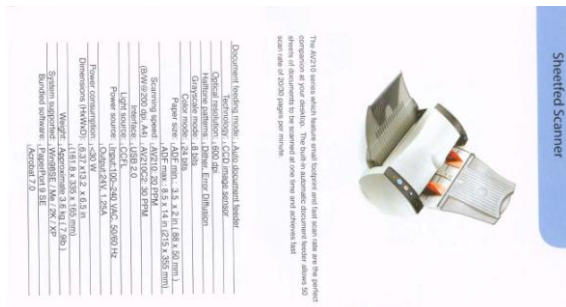 Sheetfed Scanner
The AV210 series which feature small footprint and fast scan rate are the perfect
companion at your desktop. The built-in automatic document feeder allows 50
sheets of documents to be scanned at one time and achieves fast
scan rate of 20/30 pages per minute.
Document feeding mode: Auto document feeder
Technology: CCD image sensor
Optical resolution: 600 dpi
Halftone patterns: Dither, Error Diffusion
Grayscale mode: 8 bits
Color mode: 24 bits
Paper size: ADF min : 3.5 x 2 in ( 88 x 50 mm )
ADF max : 8.5 x 14 in (215 x 355 mm)
Scanning speed: AV210: 20 PPM
(B/W@200 dpi, A4) AV210C2: 30 PPM
Interface: USB 2.0
Light source: CCFL
Power source: Input 100~240 VAC, 50/60 Hz
Output 24V, 1.25A
Power consumption: <30 W
Dimensions (HxWxD): 6.37 x13.2 x 6.5 in
(161.8 x 335 x 165 mm)
Weight: Approximate 3.6 kg ( 7.9lb )
System supported: Win98SE / Me / 2K / XP
Bundled software: PaperPort 9 SE
Acrobat 7.0